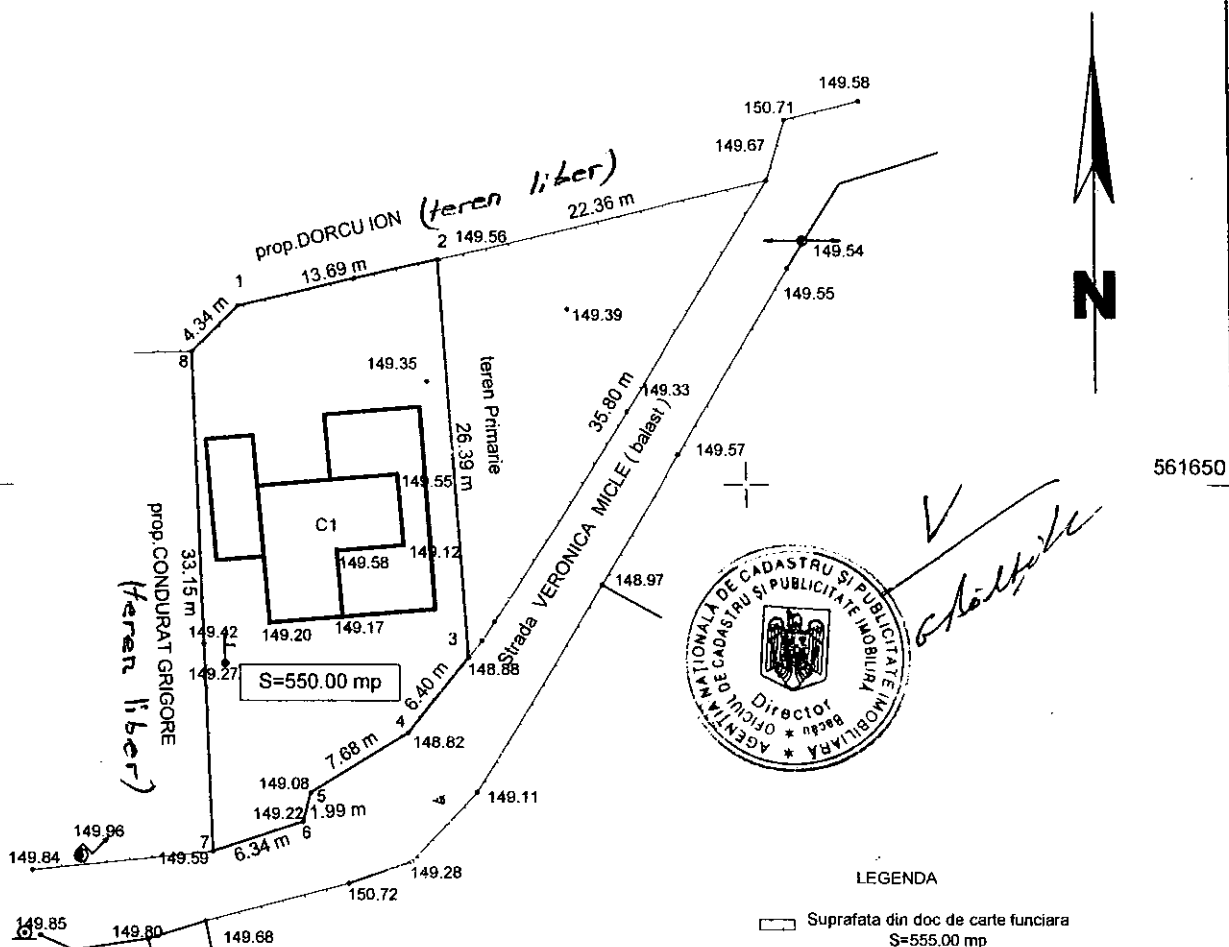 149.58
150.71
149.67
prop.DORCU ION (teren liber)
22.36 m
2 149.56
13.69 m
1
4.34 m
8
149.54
149.55
N
149.39
149.35
teren Primarie
26.39 m
149.33
35.80 m
Strada VERONICA MICLE ( balast )
149.57
561650
149.55
C1
149.12
149.58
prop.CONDURAT GRIGORE
(teren liber)
33.15 m
148.97
149.42
149.20
149.17
3
149.27
S=550.00 mp
148.88
6.40 m
4
148.82
7.68 m
149.08
5
149.22
1.99 m
6
149.11
7
149.59
6.34 m
149.96
149.84
149.28
150.72
149.85
149.80
149.68
AGENȚIA NAȚIONALĂ DE CADASTRU ȘI PUBLICITATE IMOBILIARĂ
OFICIUL DE CADASTRU ȘI PUBLICITATE IMOBILIARĂ
Director
Bacău
LEGENDA
Suprafata din doc de carte funciara
S=555.00 mp